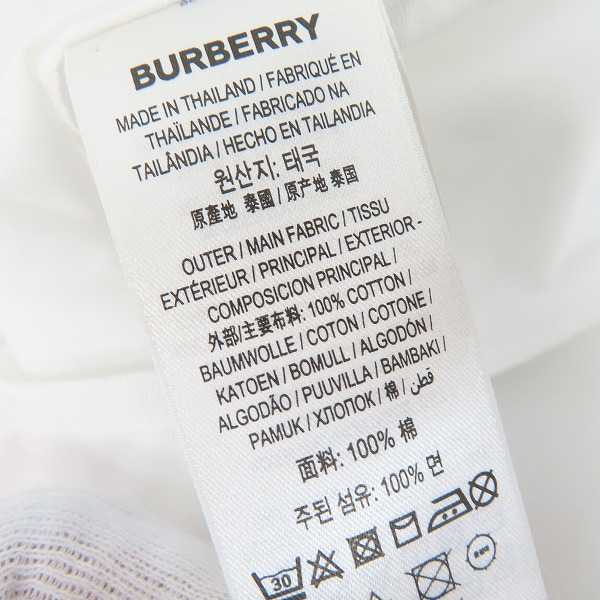 BURBERRY
MADE IN THAILAND / FABRIQUÉ EN
THAÏLANDE / FABRICADO NA
TAILÂNDIA / HECHO EN TAILANDIA
원산지: 태국
原產地 泰國 / 原产地 泰国
OUTER / MAIN FABRIC / TISSU
EXTÉRIEUR / PRINCIPAL / EXTERIOR -
COMPOSICION PRINCIPAL /
外部/主要布料: 100% COTTON /
BAUMWOLLE / COTON / COTONE /
KATOEN / BOMULL / ALGODÓN /
ALGODÃO / PUUVILLA / BAMBAKI /
PAMUK / ХЛОПОК / 棉 / قطن
面料: 100% 棉
주된 섬유: 100% 면
30